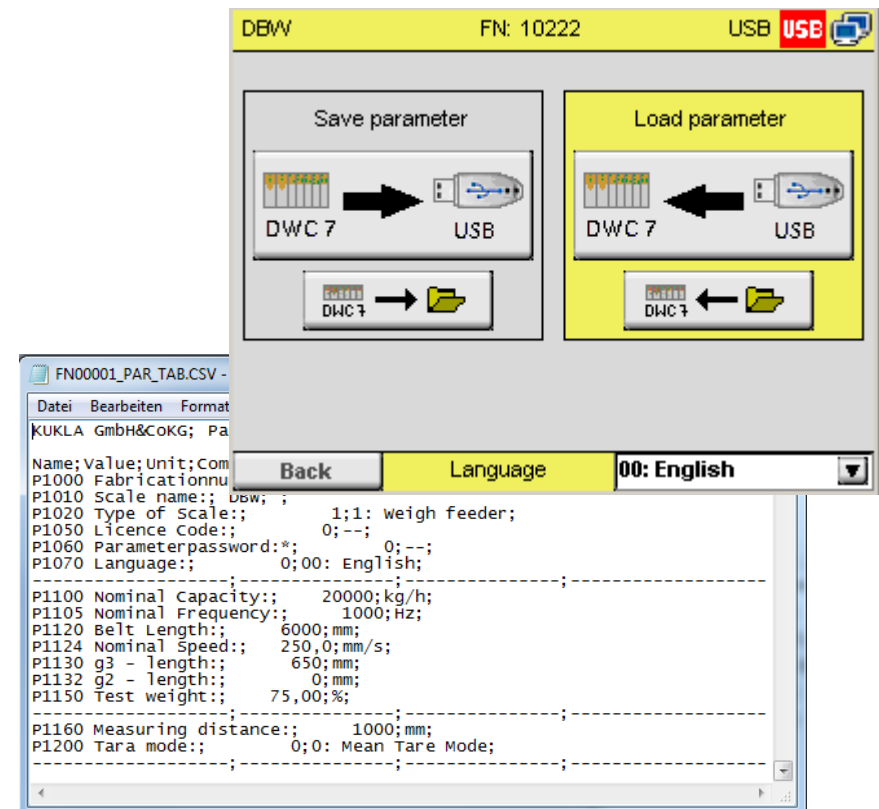 DBW FN: 10222 USB USB
Save parameter
Load parameter
DWC 7 USB
DWC 7 USB
DWC 7
DWC 7
Back Language 00: English
FN00001_PAR_TAB.CSV -
Datei Bearbeiten Format
KUKLA GmbH&CoKG; Pa
Name;Value;Unit;Com
P1000 Fabricationnu
P1010 Scale name:; DBW; ;
P1020 Type of Scale:; 1;1: Weigh feeder;
P1050 Licence Code:; 0;--;
P1060 Parameterpassword:*; 0;--;
P1070 Language:; 0;00: English;
--------------------;---------------;---------------;------------------
P1100 Nominal Capacity:; 20000;kg/h;
P1105 Nominal Frequency:; 1000;Hz;
P1120 Belt Length:; 6000;mm;
P1124 Nominal Speed:; 250,0;mm/s;
P1130 g3 - length:; 650;mm;
P1132 g2 - length:; 0;mm;
P1150 Test weight:; 75,00;%;
--------------------;---------------;---------------;------------------
P1160 Measuring distance:; 1000;mm;
P1200 Tara mode:; 0;0: Mean Tare Mode;
--------------------;---------------;---------------;------------------